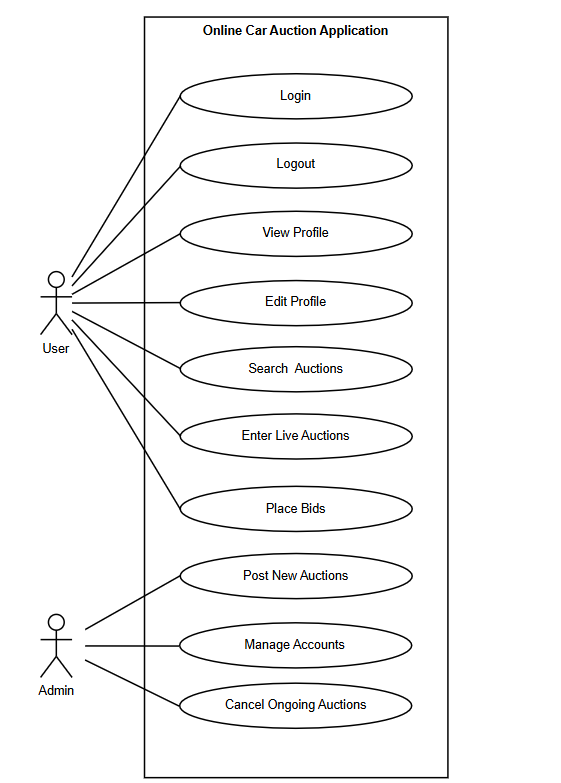 Online Car Auction Application
Login
Logout
View Profile
Edit Profile
User
Search  Auctions
Enter Live Auctions
Place Bids
Post New Auctions
Manage Accounts
Admin
Cancel Ongoing Auctions